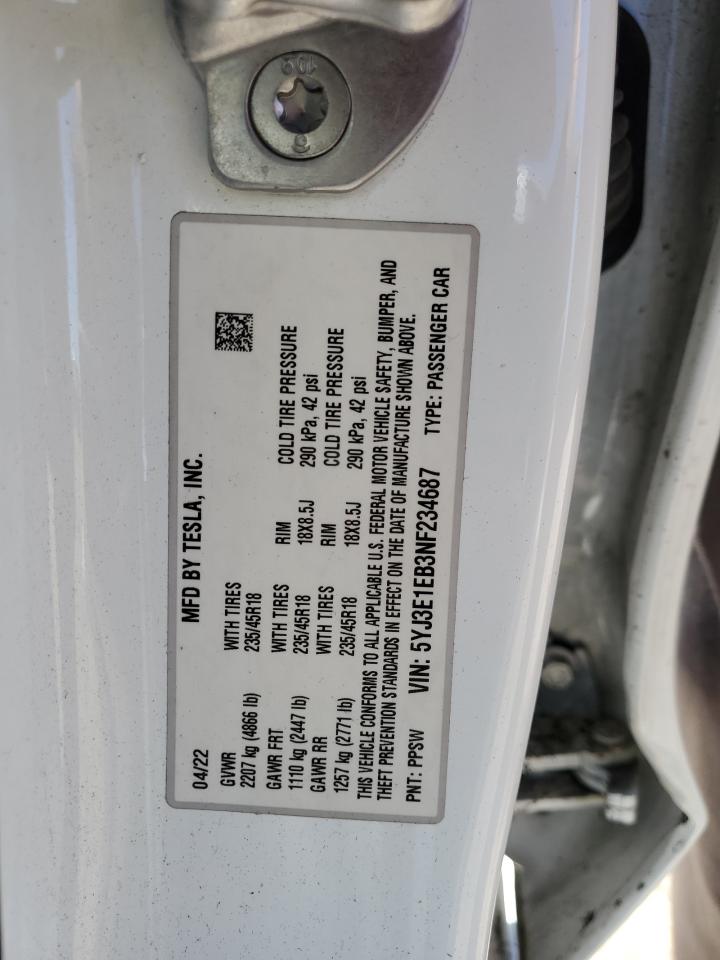 10.9
8
04/22 MFD BY TESLA, INC.
GVWR WITH TIRES
2207 kg (4866 lb) 235/45R18
GAWR FRT WITH TIRES RIM COLD TIRE PRESSURE
1110 kg (2447 lb) 235/45R18 18X8.5J 290 kPa, 42 psi
GAWR RR WITH TIRES RIM COLD TIRE PRESSURE
1257 kg (2771 lb) 235/45R18 18X8.5J 290 kPa, 42 psi
THIS VEHICLE CONFORMS TO ALL APPLICABLE U.S. FEDERAL MOTOR VEHICLE SAFETY, BUMPER, AND
THEFT PREVENTION STANDARDS IN EFFECT ON THE DATE OF MANUFACTURE SHOWN ABOVE.
PNT: PPSW VIN: 5YJ3E1EB3NF234687 TYPE: PASSENGER CAR